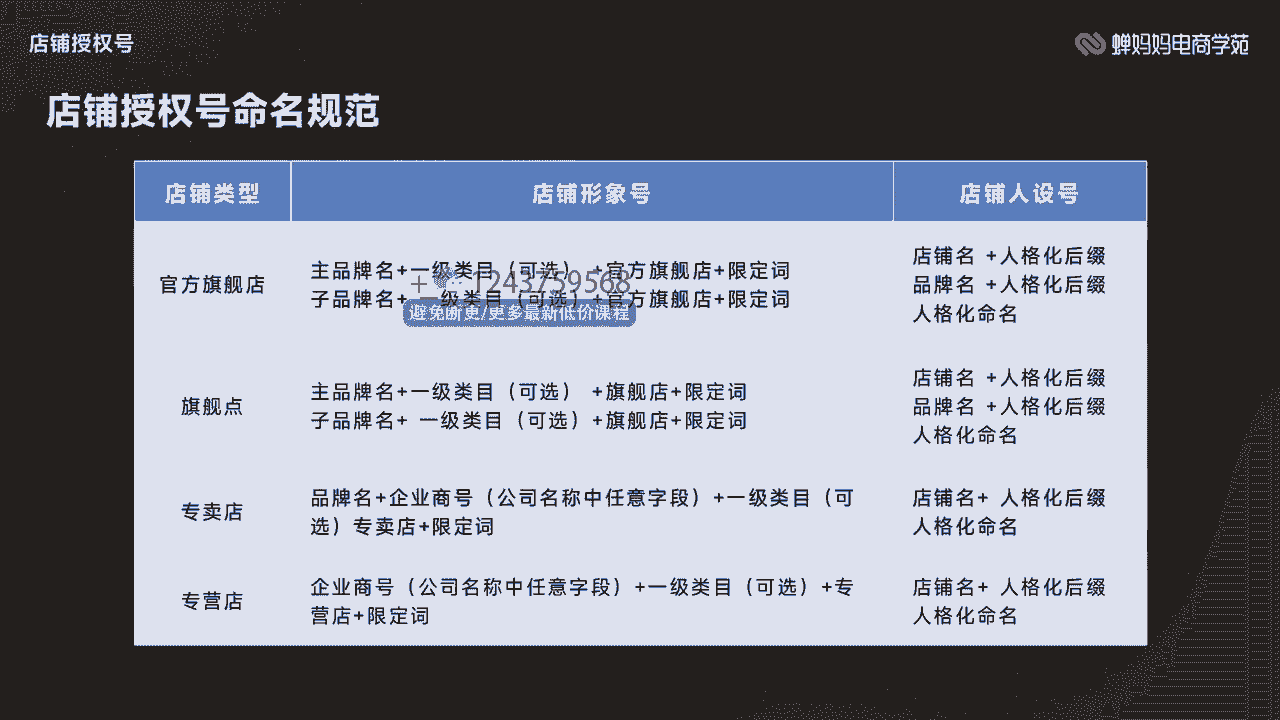 店铺授权号
蝉妈妈电商学苑
店铺授权号命名规范
店铺类型
店铺形象号
店铺人设号
官方旗舰店
主品牌名+一级类目（可选） +官方旗舰店+限定词
子品牌名+ 一级类目（可选）+官方旗舰店+限定词
店铺名 +人格化后缀
品牌名 +人格化后缀
人格化命名
+ 1243759568
避免断更/更多最新低价课程
旗舰点
主品牌名+一级类目（可选） +旗舰店+限定词
子品牌名+ 一级类目（可选）+旗舰店+限定词
店铺名 +人格化后缀
品牌名 +人格化后缀
人格化命名
专卖店
品牌名+企业商号（公司名称中任意字段）+一级类目（可
选）专卖店+限定词
店铺名+ 人格化后缀
人格化命名
专营店
企业商号（公司名称中任意字段）+一级类目（可选）+专
营店+限定词
店铺名+ 人格化后缀
人格化命名